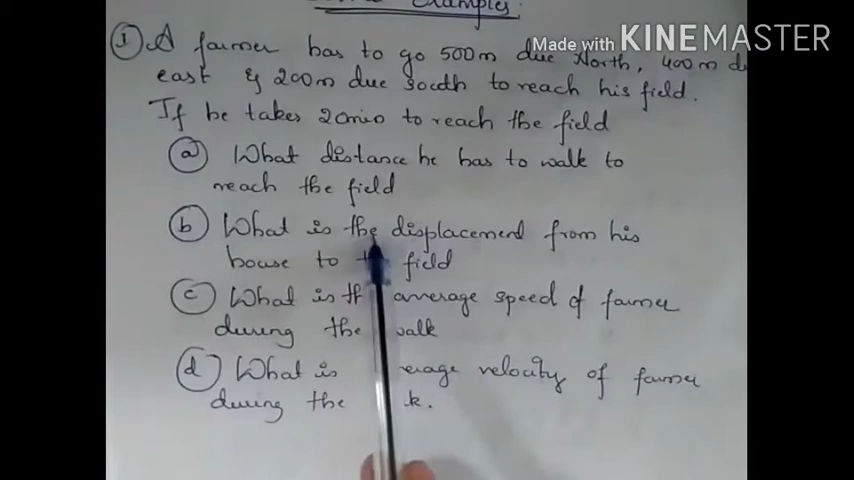 Examples.
Made with KINEMASTER
① A farmer has to go 500m due North, 400m d
east & 200m due south to reach his field.
If he takes 20min to reach the field
ⓐ What distance he has to walk to
reach the field
ⓑ What is the displacement from his
house to field
ⓒ What is average speed of farmer
during the walk
ⓓ What is velocity of farmer
during the